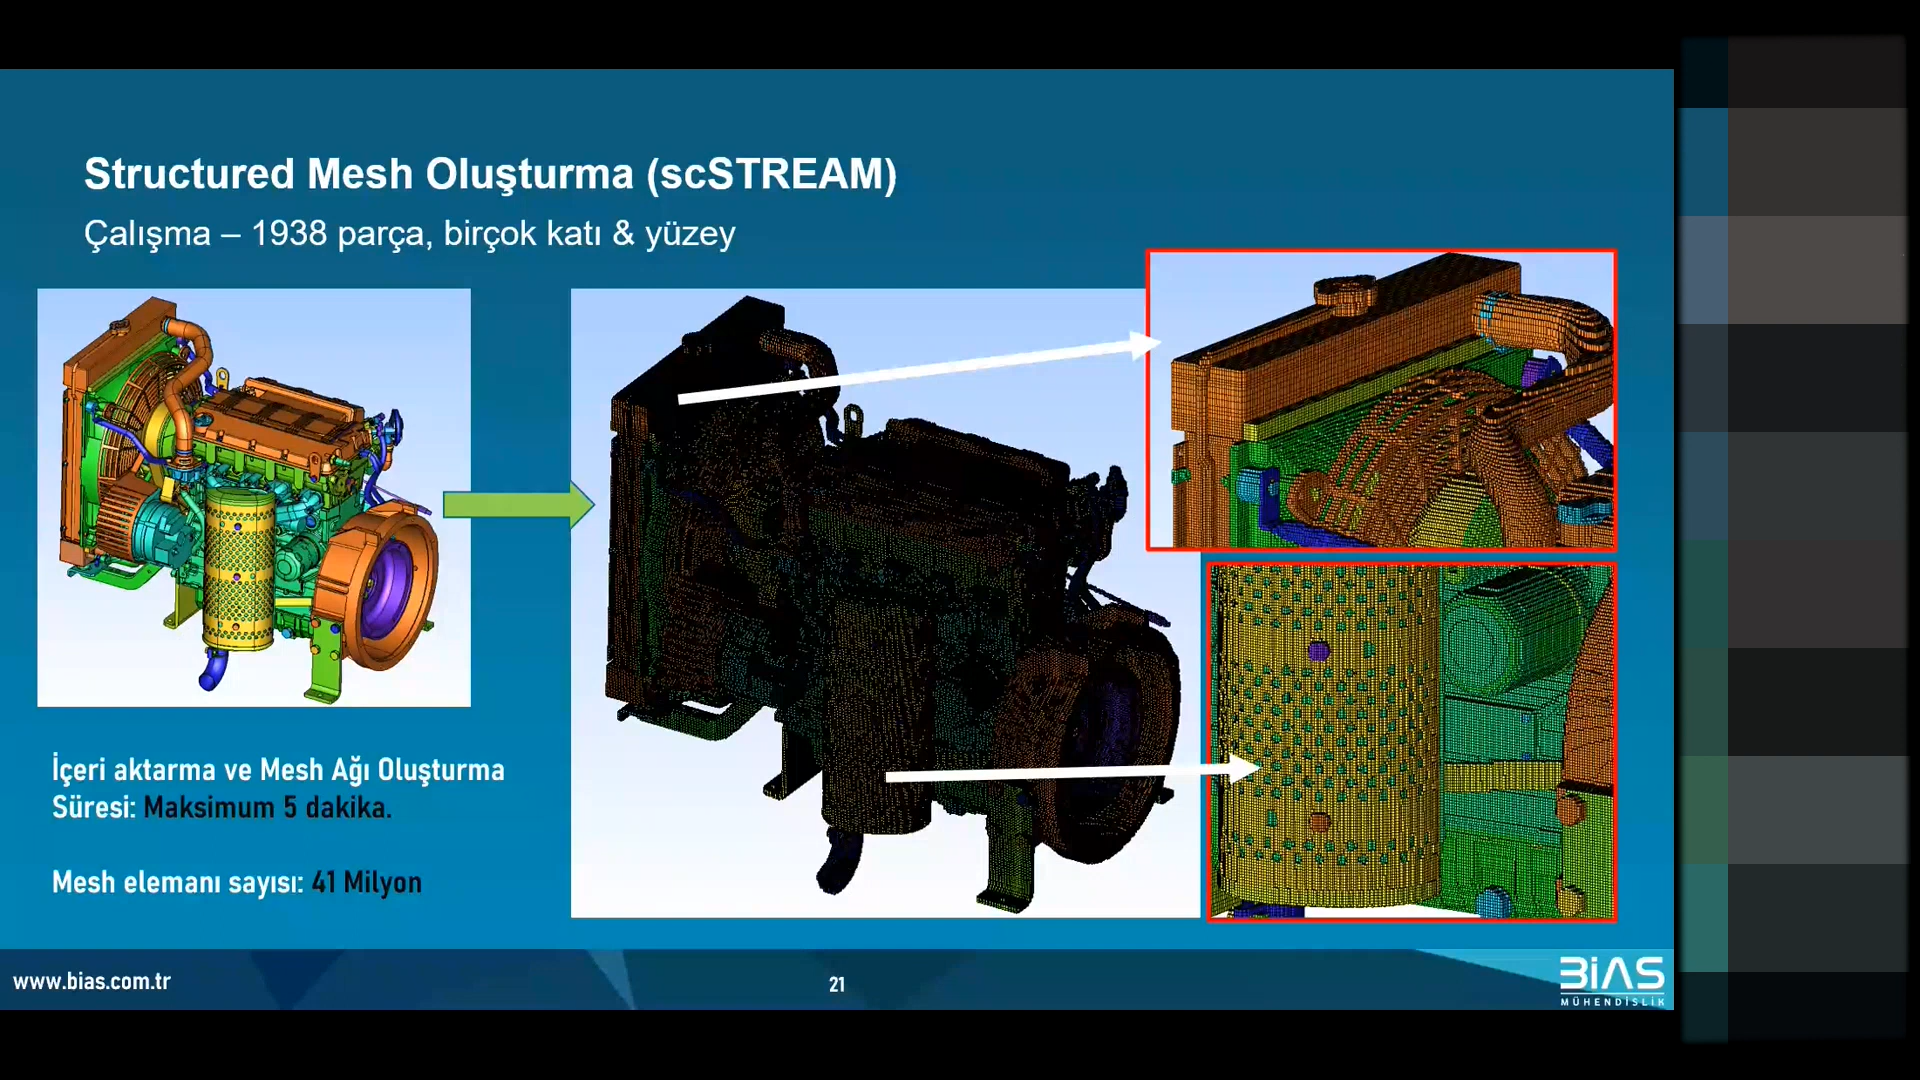 Structured Mesh Oluşturma (scSTREAM)
Çalışma – 1938 parça, birçok katı & yüzey
İçeri aktarma ve Mesh Ağı Oluşturma
Süresi: Maksimum 5 dakika.
Mesh elemanı sayısı: 41 Milyon
www.bias.com.tr
21
BiAS
MÜHENDİSLİK